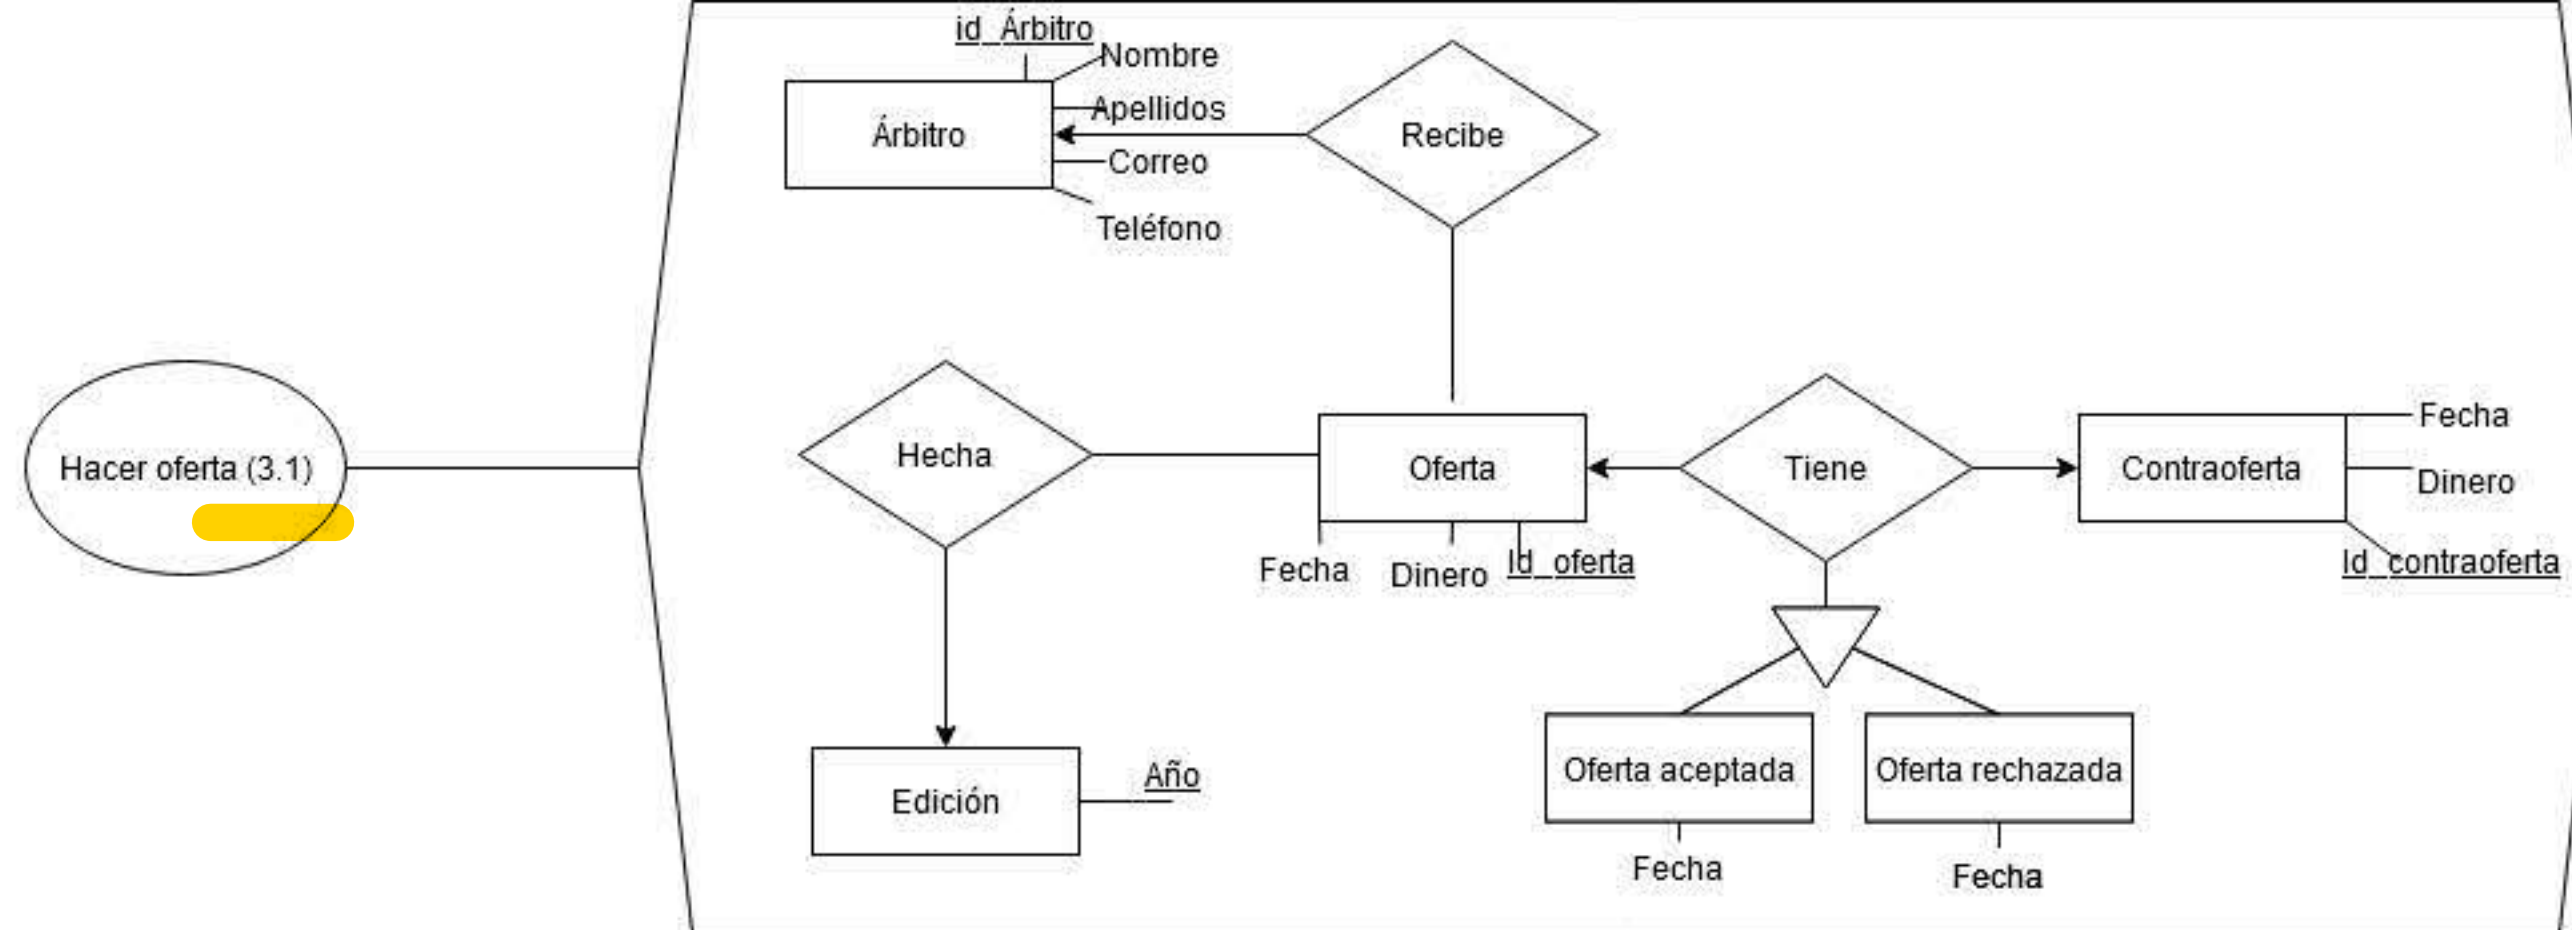 id_Árbitro
Nombre
Apellidos
Árbitro
Recibe
Correo
Teléfono
Hacer oferta (3.1)
Hecha
Oferta
Tiene
Contraoferta
Fecha
Dinero
Id_contraoferta
Fecha
Dinero
Id_oferta
Edición
Año
Oferta aceptada
Oferta rechazada
Fecha
Fecha